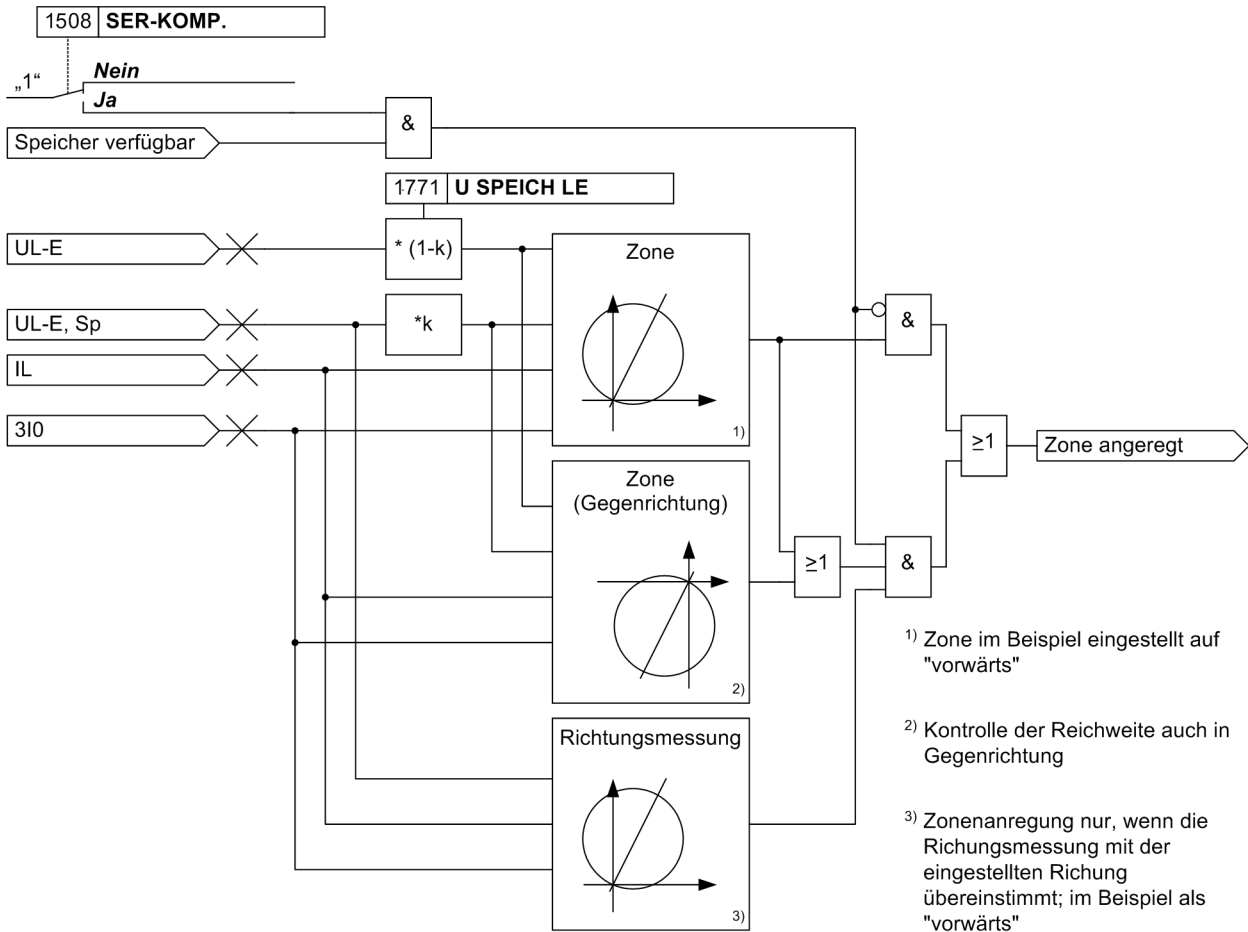 1508 SER-KOMP.
„1“
Nein
Ja
Speicher verfügbar
&
1771 U SPEICH LE
UL-E
* (1-k)
Zone
UL-E, Sp
*k
&
IL
3I0
1)
≥1
Zone angeregt
Zone
(Gegenrichtung)
≥1
&
2)
Richtungsmessung
3)
1) Zone im Beispiel eingestellt auf
"vorwärts"
2) Kontrolle der Reichweite auch in
Gegenrichtung
3) Zonenanregung nur, wenn die
Richungsmessung mit der
eingestellten Richung
übereinstimmt; im Beispiel als
"vorwärts"